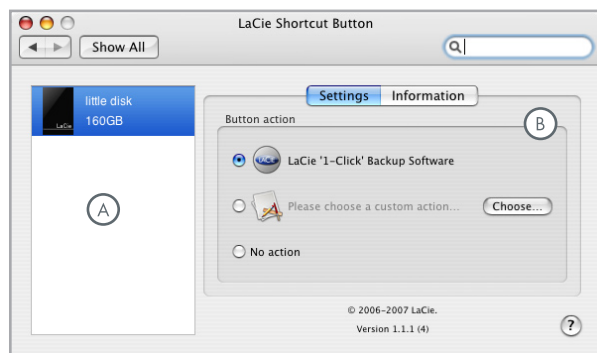 LaCie Shortcut Button
Show All
little disk
160GB
LaCie
A
Settings Information
Button action
B
LaCie '1-Click' Backup Software
Please choose a custom action... Choose...
No action
© 2006–2007 LaCie.
Version 1.1.1 (4)
?